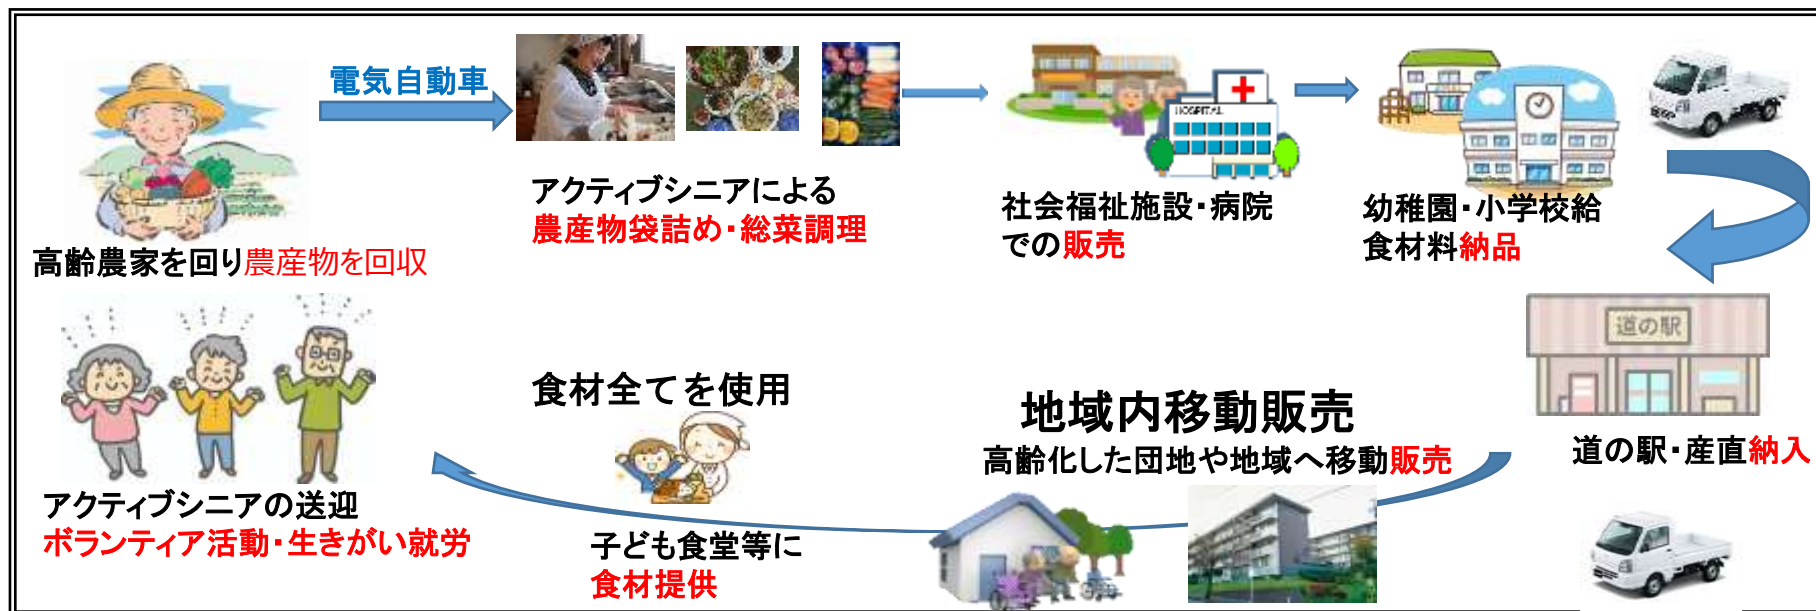 電気自動車
高齢農家を回り農産物を回収
アクティブシニアによる
農産物袋詰め・総菜調理
HOSPITAL
社会福祉施設・病院
での販売
幼稚園・小学校給
食材料納品
道の駅
道の駅・産直納入
地域内移動販売
高齢化した団地や地域へ移動販売
食材全てを使用
子ども食堂等に
食材提供
アクティブシニアの送迎
ボランティア活動・生きがい就労